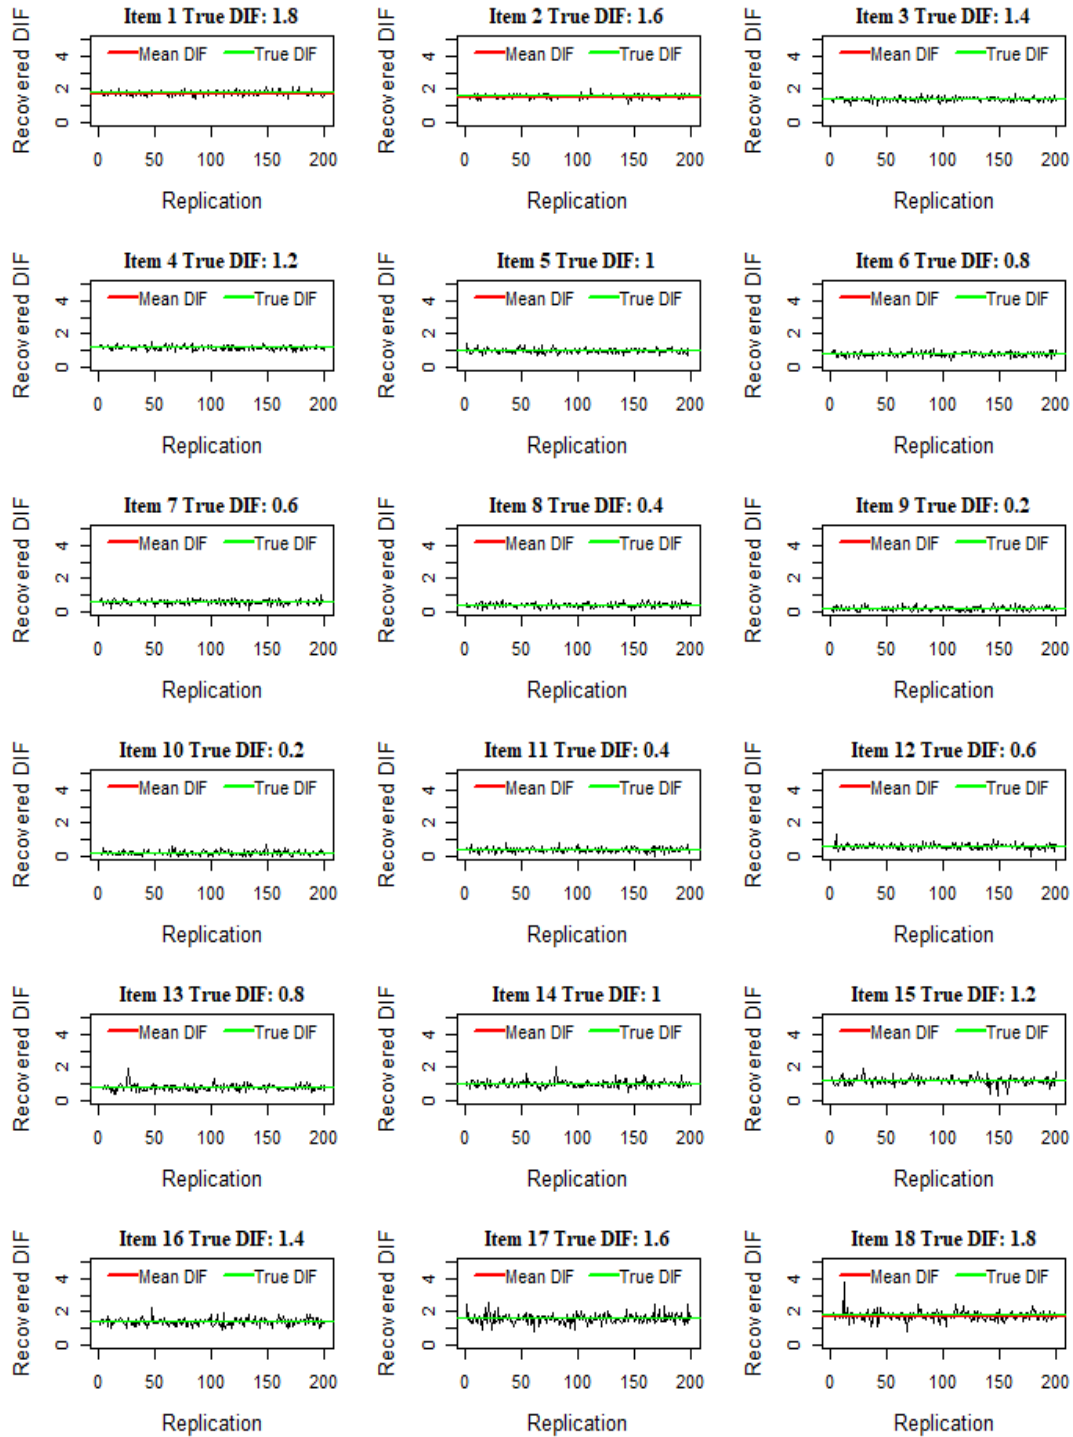 Item 1 True DIF: 1.8 Item 2 True DIF: 1.6 Item 3 True DIF: 1.4
Recovered DIF 4 2 0 Mean DIF True DIF Recovered DIF 4 2 0 Mean DIF True DIF Recovered DIF 4 2 0 Mean DIF True DIF
0 50 100 150 200 0 50 100 150 200 0 50 100 150 200
Replication Replication Replication
Item 4 True DIF: 1.2 Item 5 True DIF: 1 Item 6 True DIF: 0.8
Recovered DIF 4 2 0 Mean DIF True DIF Recovered DIF 4 2 0 Mean DIF True DIF Recovered DIF 4 2 0 Mean DIF True DIF
0 50 100 150 200 0 50 100 150 200 0 50 100 150 200
Replication Replication Replication
Item 7 True DIF: 0.6 Item 8 True DIF: 0.4 Item 9 True DIF: 0.2
Recovered DIF 4 2 0 Mean DIF True DIF Recovered DIF 4 2 0 Mean DIF True DIF Recovered DIF 4 2 0 Mean DIF True DIF
0 50 100 150 200 0 50 100 150 200 0 50 100 150 200
Replication Replication Replication
Item 10 True DIF: 0.2 Item 11 True DIF: 0.4 Item 12 True DIF: 0.6
Recovered DIF 4 2 0 Mean DIF True DIF Recovered DIF 4 2 0 Mean DIF True DIF Recovered DIF 4 2 0 Mean DIF True DIF
0 50 100 150 200 0 50 100 150 200 0 50 100 150 200
Replication Replication Replication
Item 13 True DIF: 0.8 Item 14 True DIF: 1 Item 15 True DIF: 1.2
Recovered DIF 4 2 0 Mean DIF True DIF Recovered DIF 4 2 0 Mean DIF True DIF Recovered DIF 4 2 0 Mean DIF True DIF
0 50 100 150 200 0 50 100 150 200 0 50 100 150 200
Replication Replication Replication
Item 16 True DIF: 1.4 Item 17 True DIF: 1.6 Item 18 True DIF: 1.8
Recovered DIF 4 2 0 Mean DIF True DIF Recovered DIF 4 2 0 Mean DIF True DIF Recovered DIF 4 2 0 Mean DIF True DIF
0 50 100 150 200 0 50 100 150 200 0 50 100 150 200
Replication Replication Replication